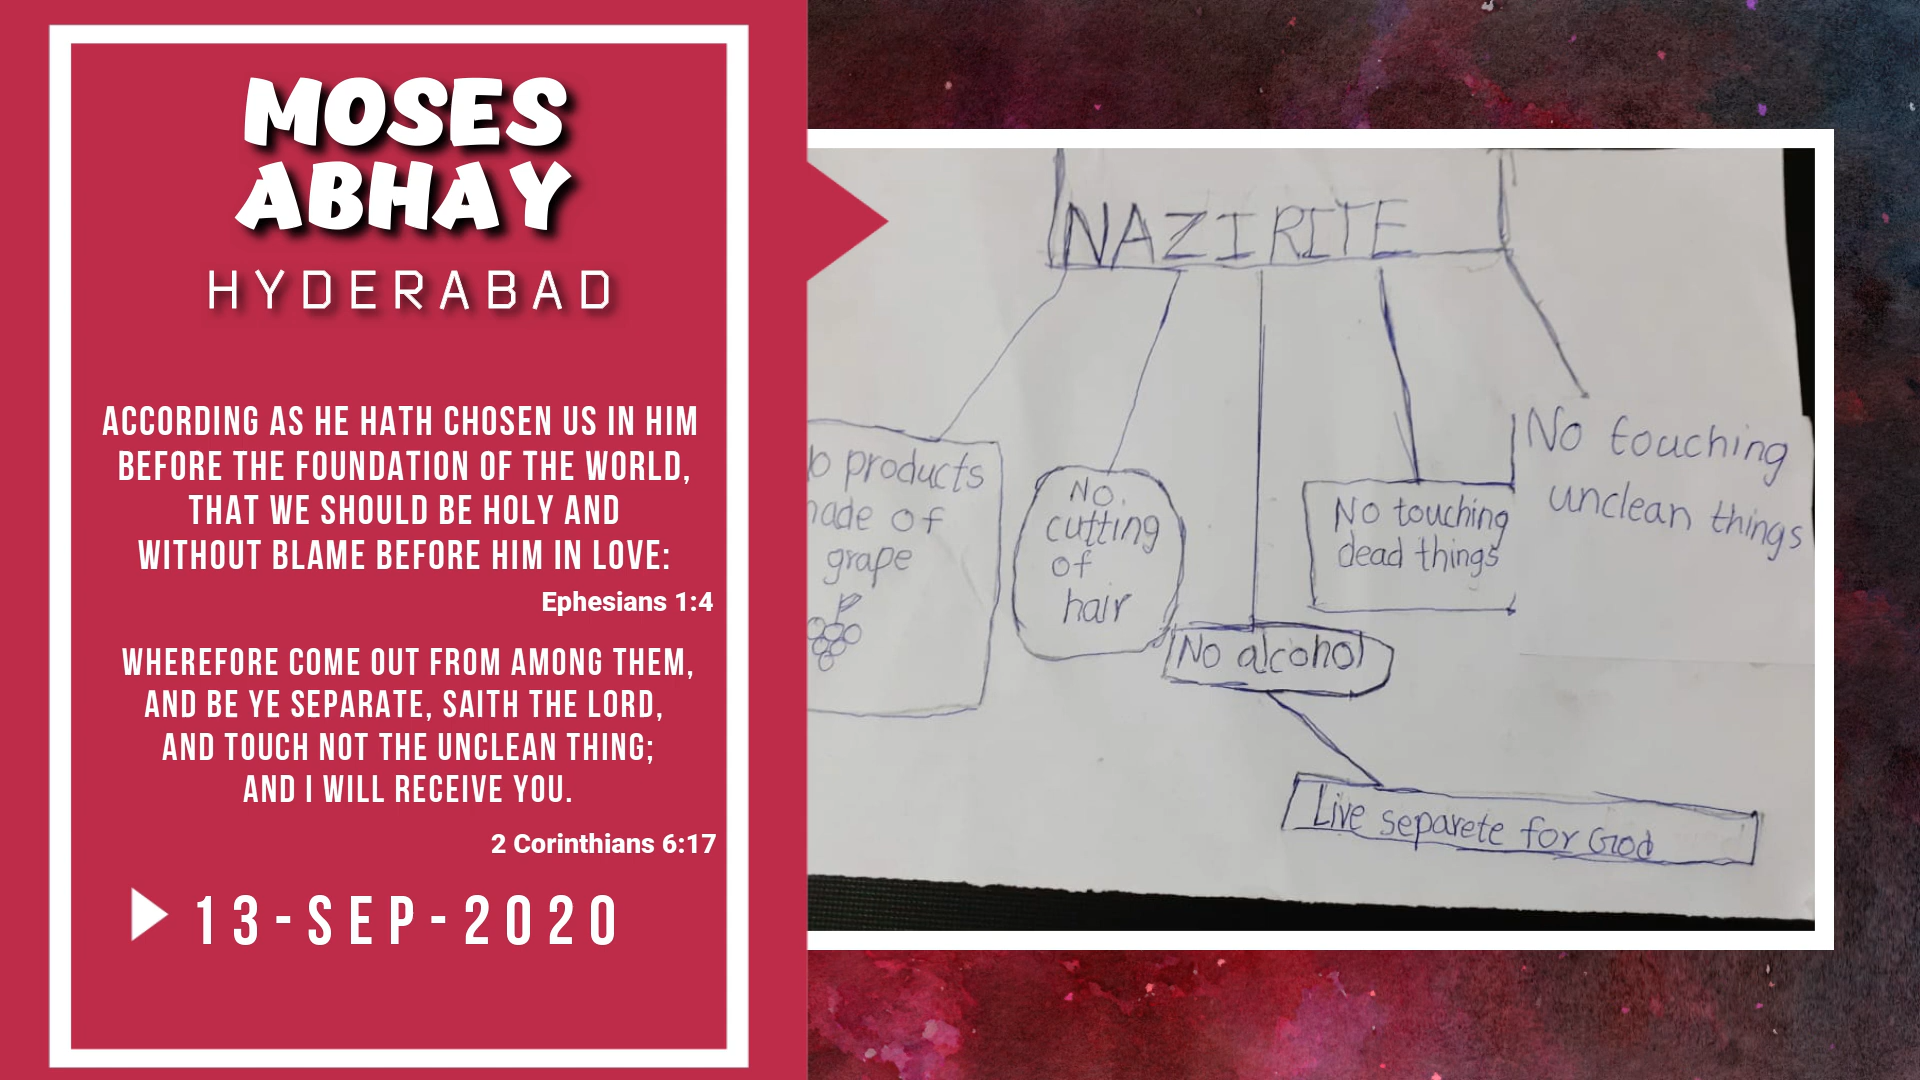 MOSES
ABHAY
HYDERABAD
ACCORDING AS HE HATH CHOSEN US IN HIM
BEFORE THE FOUNDATION OF THE WORLD,
THAT WE SHOULD BE HOLY AND
WITHOUT BLAME BEFORE HIM IN LOVE:
Ephesians 1:4
WHEREFORE COME OUT FROM AMONG THEM,
AND BE YE SEPARATE, SAITH THE LORD,
AND TOUCH NOT THE UNCLEAN THING;
AND I WILL RECEIVE YOU.
2 Corinthians 6:17
13-SEP-2020
NAZIRITE
products
of
grape
No.
cutting
of
hair
No alcohol
No touching
dead things
No touching
unclean things
Live separete for God